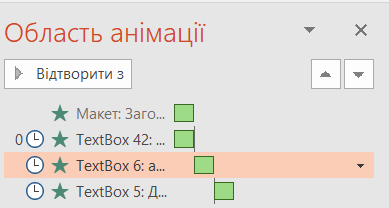 Область анімації
Відтворити з
Макет: Заго...
0 TextBox 42: ...
TextBox 6: а...
TextBox 5: Д...